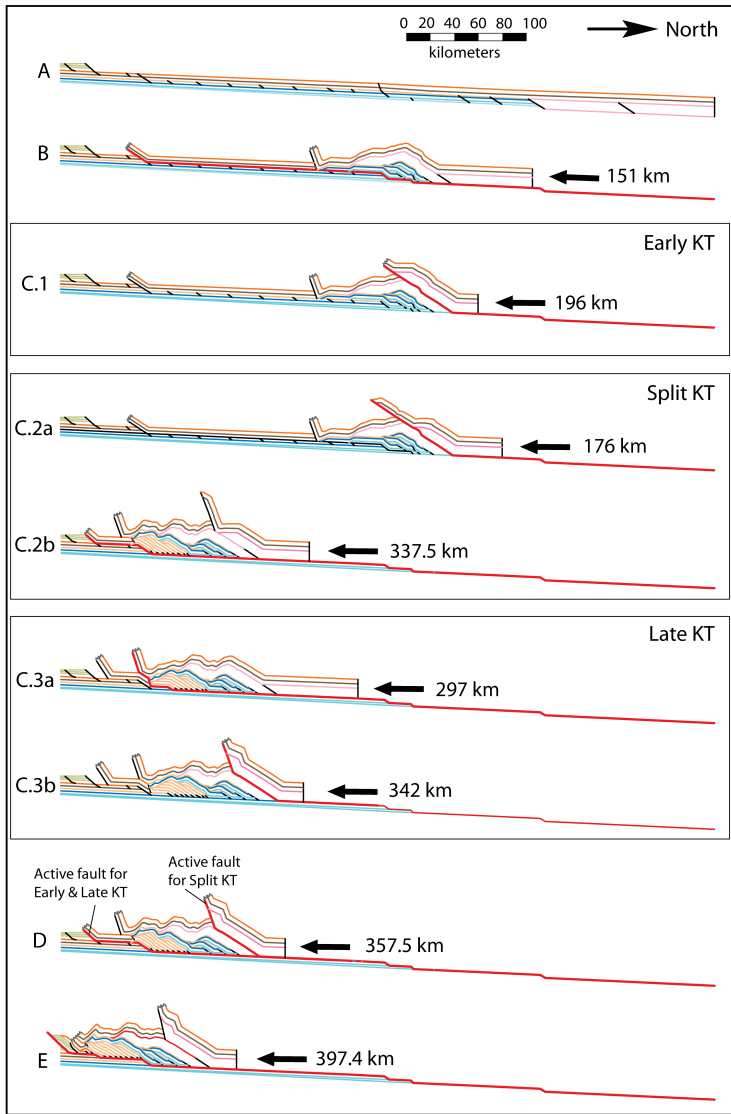 0 20 40 60 80 100
kilometers
North
A
B
151 km
Early KT
C.1
196 km
Split KT
C.2a
176 km
C.2b
337.5 km
Late KT
C.3a
297 km
C.3b
342 km
Active fault for
Early & Late KT
Active fault
for Split KT
D
357.5 km
E
397.4 km